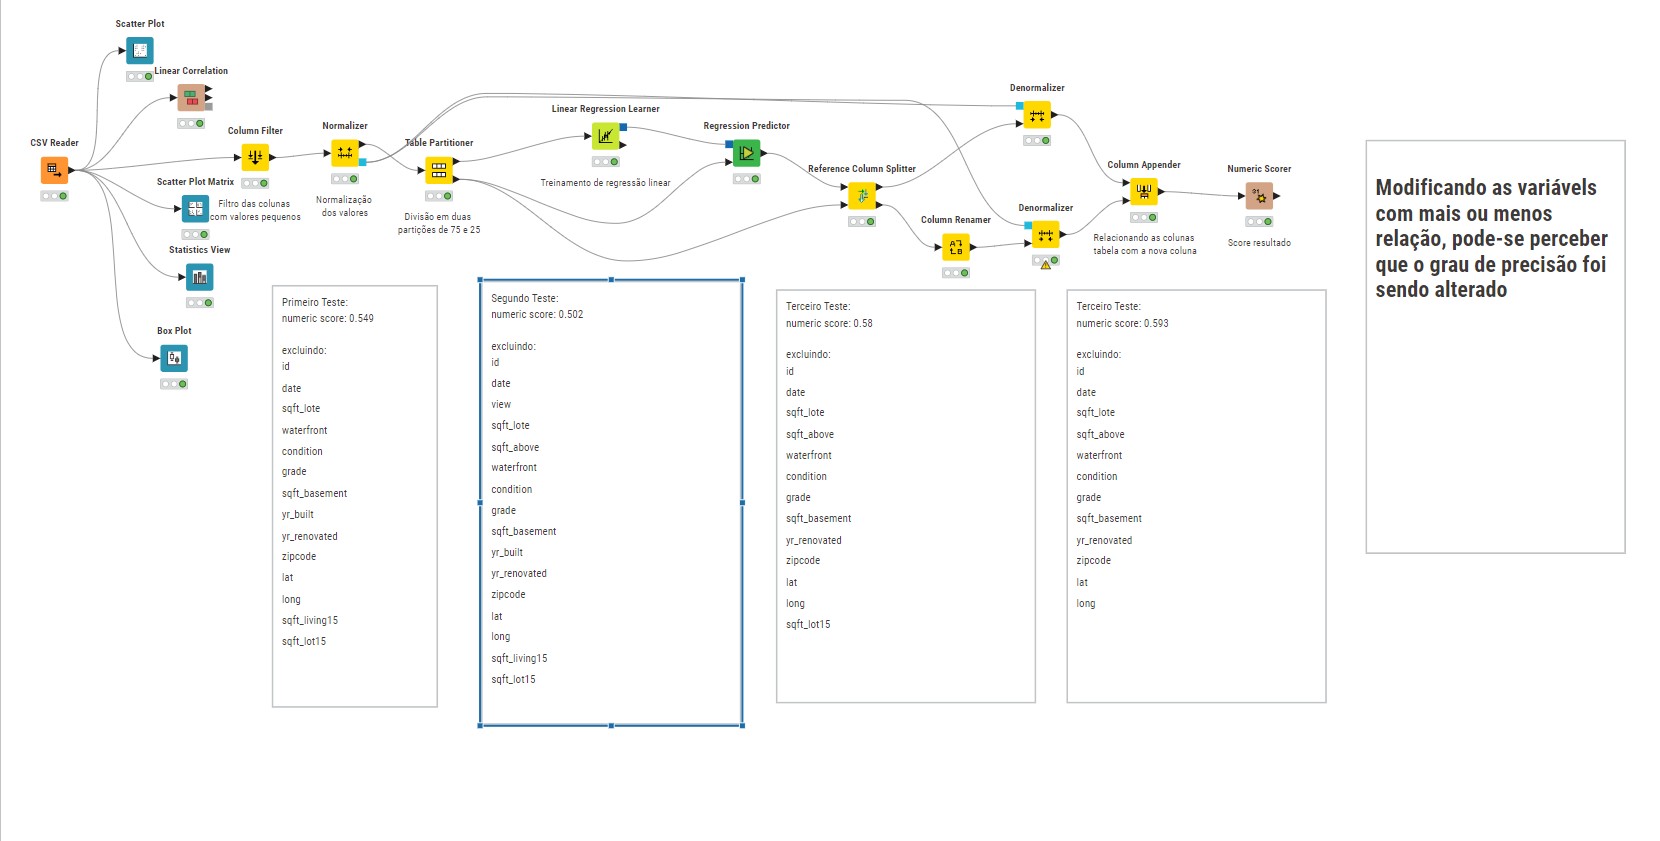 Scatter Plot
Linear Correlation
CSV Reader
Column Filter
Normalizer
Table Partitioner
Linear Regression Learner
Regression Predictor
Reference Column Splitter
Denormalizer
Column Renamer
Denormalizer
Column Appender
Numeric Scorer
Scatter Plot Matrix
Filtro das colunas
com valores pequenos
Normalização
dos valores
Divisão em duas
partições de 75 e 25
Treinamento de regressão linear
Relacionando as colunas
tabela com a nova coluna
Score resultado
Statistics View
Box Plot
Primeiro Teste:
numeric score: 0.549
excluindo:
id
date
sqft_lote
waterfront
condition
grade
sqft_basement
yr_built
yr_renovated
zipcode
lat
long
sqft_living15
sqft_lot15
Segundo Teste:
numeric score: 0.502
excluindo:
id
date
view
sqft_lote
sqft_above
waterfront
condition
grade
sqft_basement
yr_built
yr_renovated
zipcode
lat
long
sqft_living15
sqft_lot15
Terceiro Teste:
numeric score: 0.58
excluindo:
id
date
sqft_lote
sqft_above
waterfront
condition
grade
sqft_basement
yr_renovated
zipcode
lat
long
sqft_lot15
Terceiro Teste:
numeric score: 0.593
excluindo:
id
date
sqft_lote
sqft_above
waterfront
condition
grade
sqft_basement
yr_renovated
zipcode
lat
long
Modificando as variávels
com mais ou menos
relação, pode-se perceber
que o grau de precisão foi
sendo alterado